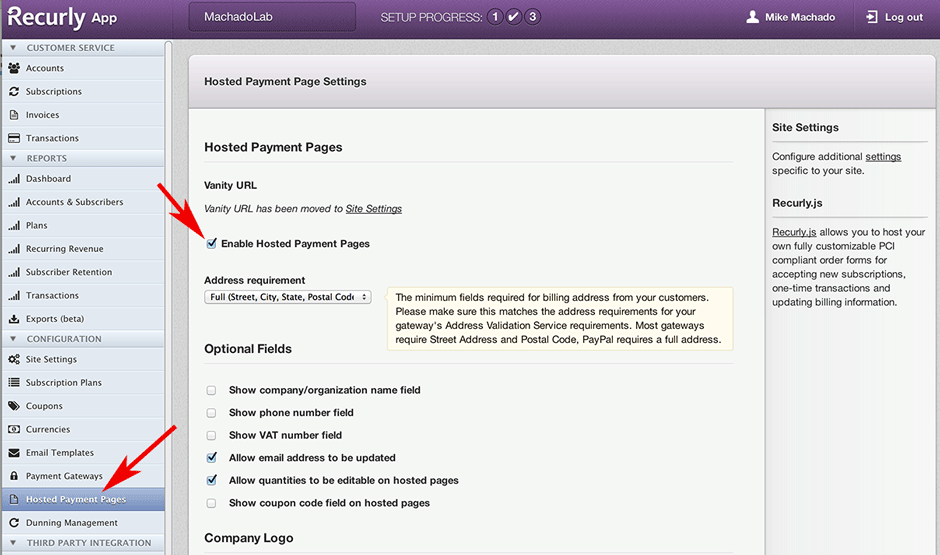 Recurly App
MachadoLab
SETUP PROGRESS: 1 3
Mike Machado
Log out
CUSTOMER SERVICE
Accounts
Subscriptions
Invoices
Transactions
REPORTS
Dashboard
Accounts & Subscribers
Plans
Recurring Revenue
Subscriber Retention
Transactions
Exports (beta)
CONFIGURATION
Site Settings
Subscription Plans
Coupons
Currencies
Email Templates
Payment Gateways
Hosted Payment Pages
Dunning Management
THIRD PARTY INTEGRATION
Hosted Payment Page Settings
Hosted Payment Pages
Vanity URL
Vanity URL has been moved to Site Settings
Enable Hosted Payment Pages
Address requirement
Full (Street, City, State, Postal Code
The minimum fields required for billing address from your customers.
Please make sure this matches the address requirements for your
gateway's Address Validation Service requirements. Most gateways
require Street Address and Postal Code, PayPal requires a full address.
Optional Fields
Show company/organization name field
Show phone number field
Show VAT number field
Allow email address to be updated
Allow quantities to be editable on hosted pages
Show coupon code field on hosted pages
Company Logo
Site Settings
Configure additional settings
specific to your site.
Recurly.js
Recurly.js allows you to host your
own fully customizable PCI
compliant order forms for
accepting new subscriptions,
one-time transactions and
updating billing information.